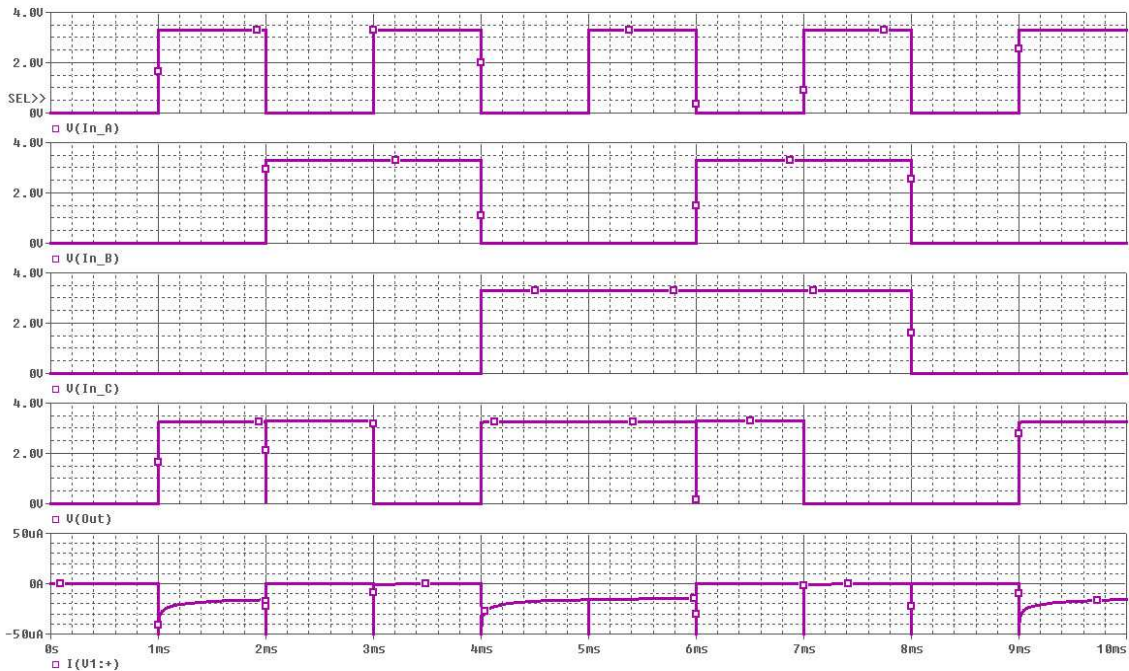 4.0V
2.0V
SEL>>
0V
V(In_A)
4.0V
2.0V
0V
V(In_B)
4.0V
2.0V
0V
V(In_C)
4.0V
2.0V
0V
V(Out)
50uA
0A
-50uA
0s 1ms 2ms 3ms 4ms 5ms 6ms 7ms 8ms 9ms 10ms
I(V1:+)